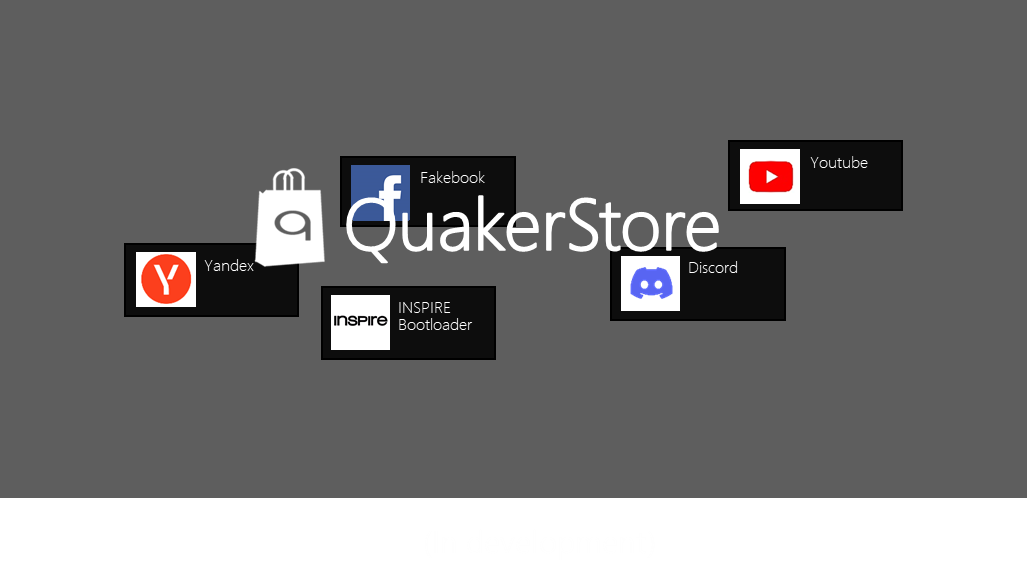 Youtube
Fakebook
q QuakerStore
Yandex
Discord
INSPIRE
INSPIRE
Bootloader